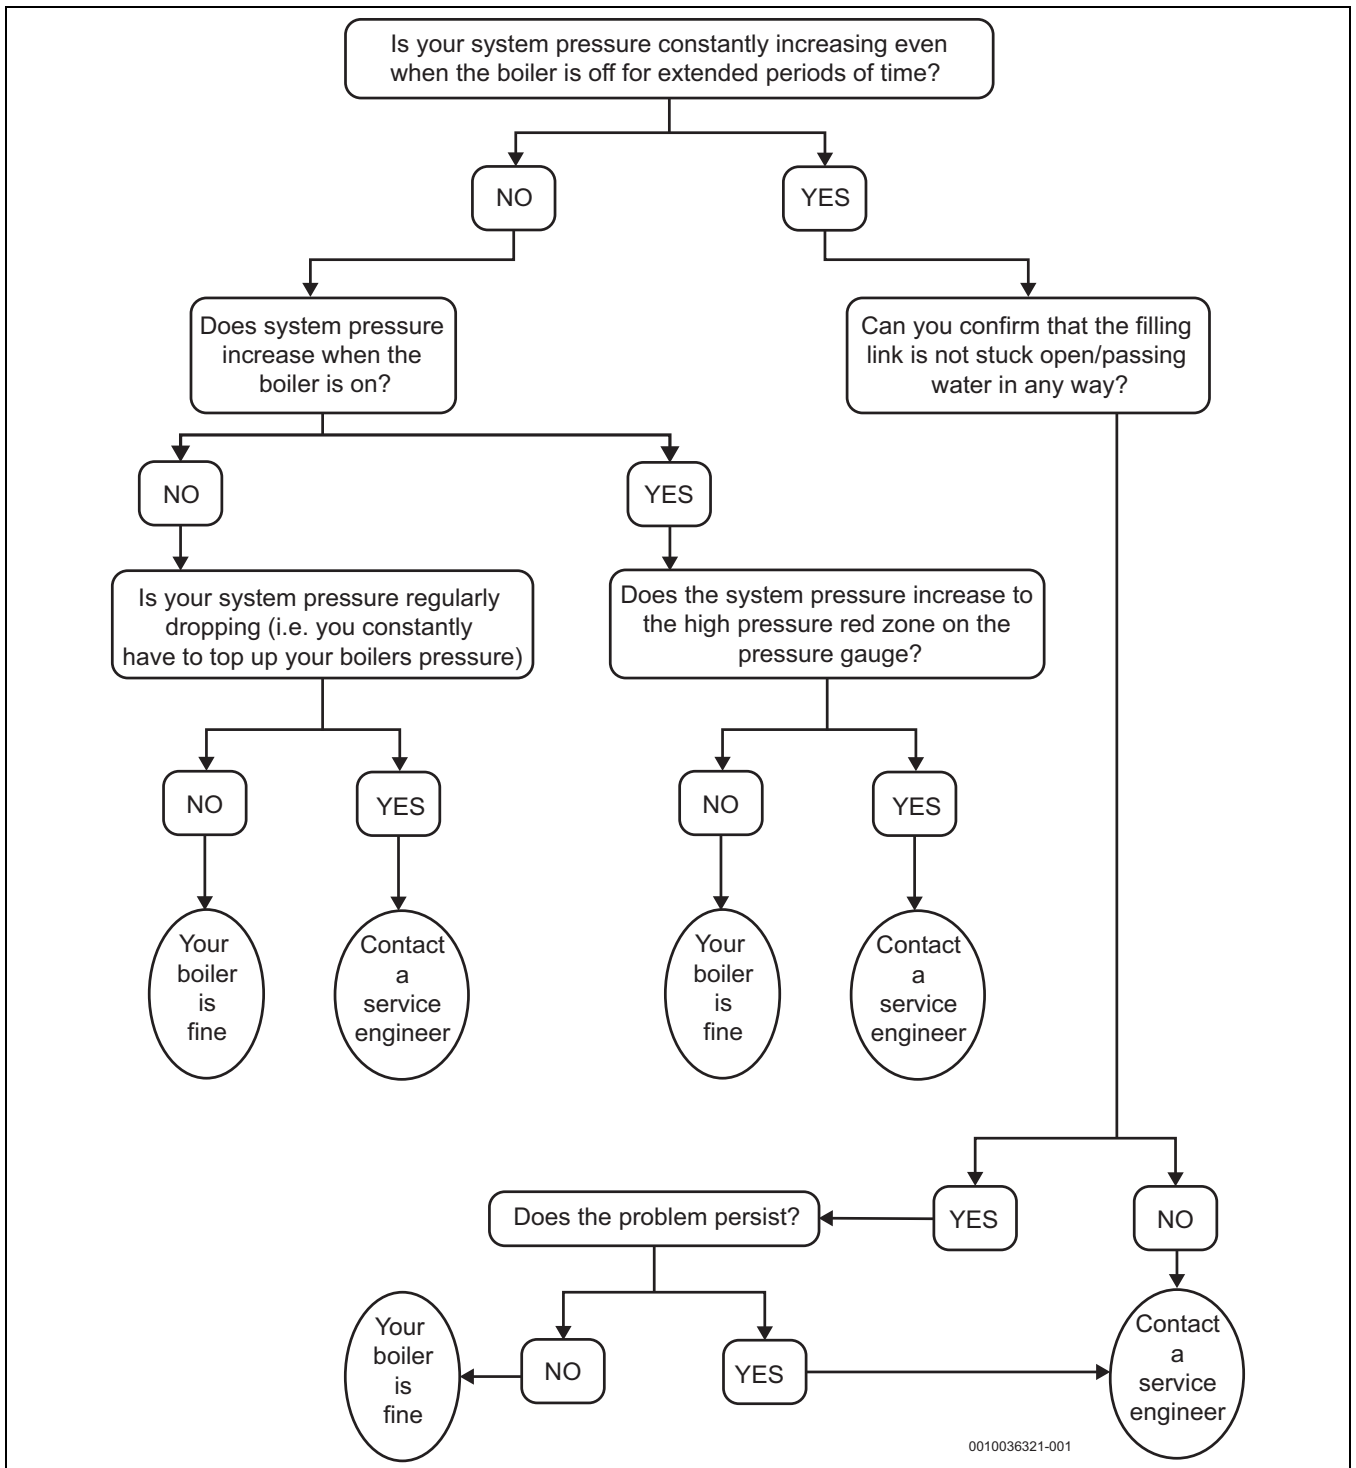 Is your system pressure constantly increasing even
when the boiler is off for extended periods of time?
NO
YES
Does system pressure
increase when the
boiler is on?
Can you confirm that the filling
link is not stuck open/passing
water in any way?
NO
YES
Is your system pressure regularly
dropping (i.e. you constantly
have to top up your boilers pressure)
Does the system pressure increase to
the high pressure red zone on the
pressure gauge?
NO
YES
NO
YES
Your
boiler
is
fine
Contact
a
service
engineer
Your
boiler
is
fine
Contact
a
service
engineer
Does the problem persist?
YES
NO
Your
boiler
is
fine
NO
YES
Contact
a
service
engineer
0010036321-001